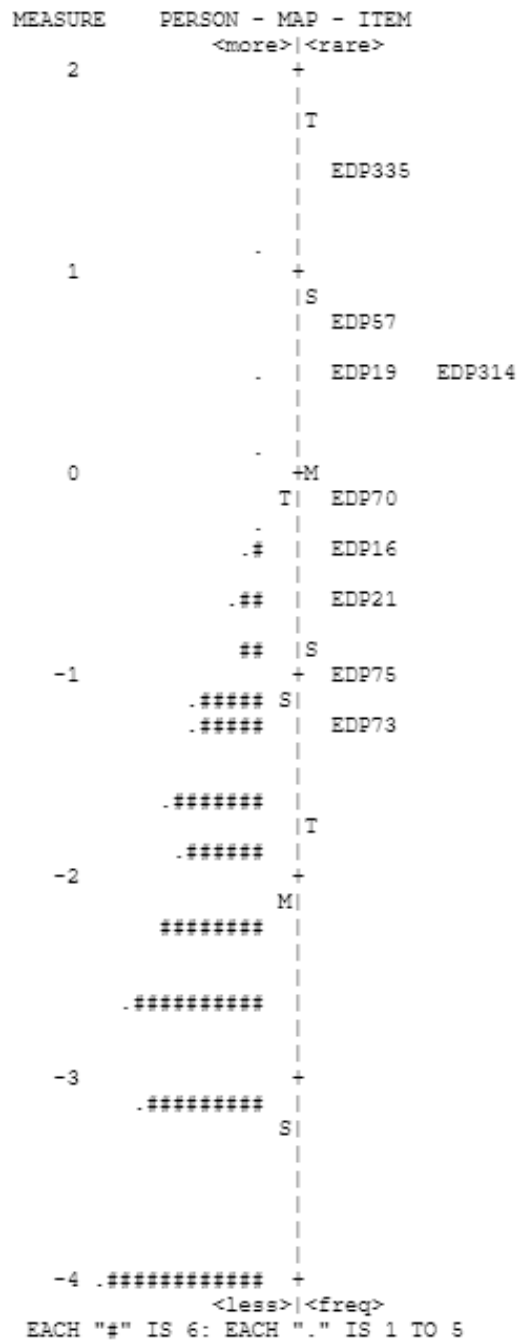 MEASURE    PERSON - MAP - ITEM
               <more>|<rare>
    2                +
                     |
                     |T
                     |
                     |  EDP335
                     |
                     |
                     |
                  .  |
    1                +
                     |S
                     |  EDP57
                     |
                  .  |  EDP19   EDP314
                     |
                     |
                  .  |
    0                +M
                    T|  EDP70
                  .  |
                 .#  |  EDP16
                     |
                .##  |  EDP21
                     |
                 ##  |S
   -1                +  EDP75
             .##### S|
             .#####  |  EDP73
                     |
                     |
           .#######  |
                     |T
            .######  |
   -2                +
                    M|
           ########  |
                     |
                     |
        .##########  |
                     |
                     |
   -3                +
         .#########  |
                    S|
                     |
                     |
                     |
                     |
                     |
                     |
   -4 .############  +
               <less>|<freq>
 EACH "#" IS 6: EACH "." IS 1 TO 5